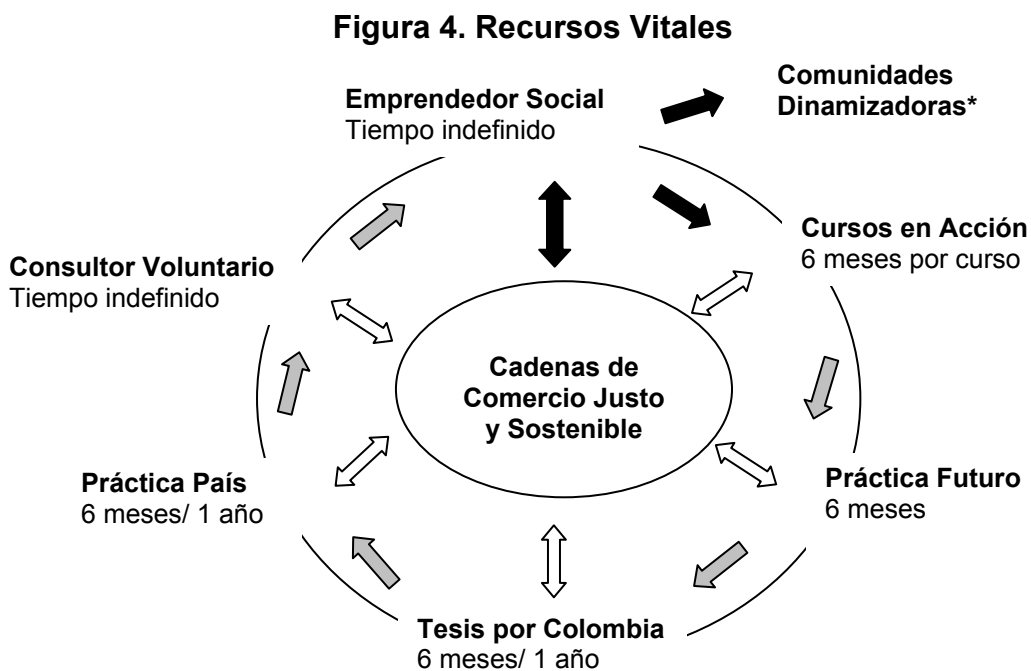 Figura 4. Recursos Vitales
Emprendedor Social
Tiempo indefinido
Comunidades
Dinamizadoras*
Cursos en Acción
6 meses por curso
Consultor Voluntario
Tiempo indefinido
Cadenas de
Comercio Justo
y Sostenible
Práctica País
6 meses/ 1 año
Práctica Futuro
6 meses
Tesis por Colombia
6 meses/ 1 año